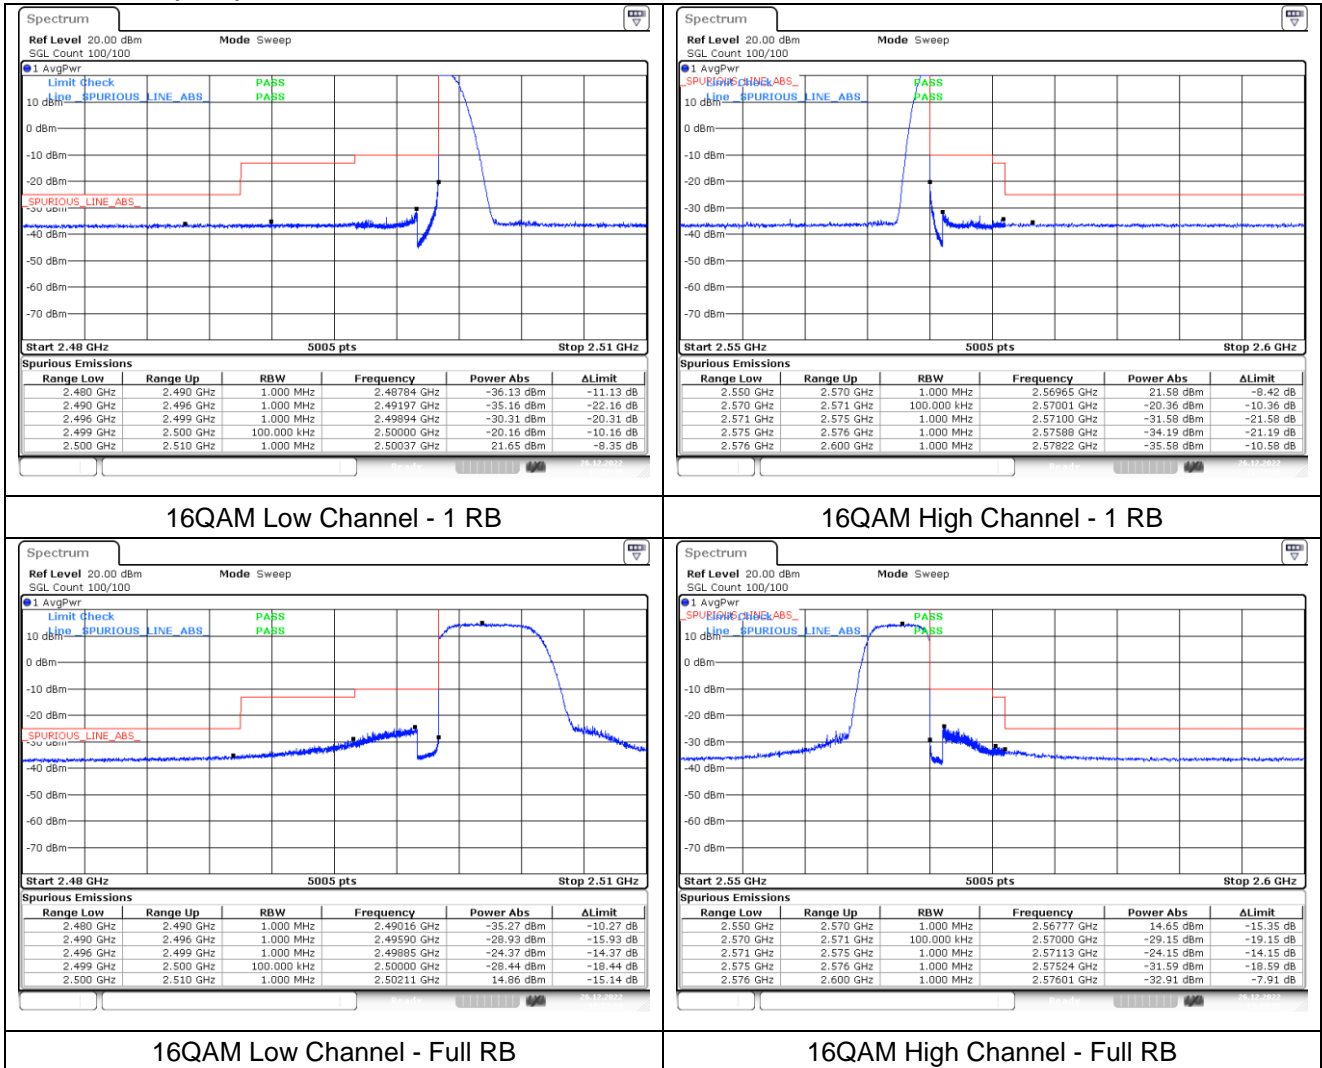 Spectrum
Ref Level 20.00 dBm Mode Sweep
SGL Count 100/100
1 AvgPwr
Limit Check PASS
Line _SPURIOUS_LINE_ABS_ PASS
10 dBm
0 dBm
-10 dBm
-20 dBm
_SPURIOUS_LINE_ABS_
-30 dBm
-40 dBm
-50 dBm
-60 dBm
-70 dBm
Start 2.48 GHz 5005 pts Stop 2.51 GHz
Spurious Emissions
Range Low Range Up RBW Frequency Power Abs ΔLimit
2.480 GHz 2.490 GHz 1.000 MHz 2.48784 GHz -36.13 dBm -11.13 dB
2.490 GHz 2.496 GHz 1.000 MHz 2.49197 GHz -35.16 dBm -22.16 dB
2.496 GHz 2.499 GHz 1.000 MHz 2.49894 GHz -30.31 dBm -20.31 dB
2.499 GHz 2.500 GHz 100.000 kHz 2.50000 GHz -20.16 dBm -10.16 dB
2.500 GHz 2.510 GHz 1.000 MHz 2.50037 GHz 21.65 dBm -8.35 dB
Ready 26.12.2022
16QAM Low Channel - 1 RB
Spectrum
Ref Level 20.00 dBm Mode Sweep
SGL Count 100/100
1 AvgPwr
_SPURIOUS_LINE_ABS_
Limit Check PASS
Line _SPURIOUS_LINE_ABS_ PASS
10 dBm
0 dBm
-10 dBm
-20 dBm
-30 dBm
-40 dBm
-50 dBm
-60 dBm
-70 dBm
Start 2.55 GHz 5005 pts Stop 2.6 GHz
Spurious Emissions
Range Low Range Up RBW Frequency Power Abs ΔLimit
2.550 GHz 2.570 GHz 1.000 MHz 2.56965 GHz 21.58 dBm -8.42 dB
2.570 GHz 2.571 GHz 100.000 kHz 2.57001 GHz -20.36 dBm -10.36 dB
2.571 GHz 2.575 GHz 1.000 MHz 2.57100 GHz -31.58 dBm -21.58 dB
2.575 GHz 2.576 GHz 1.000 MHz 2.57588 GHz -34.19 dBm -21.19 dB
2.576 GHz 2.600 GHz 1.000 MHz 2.57822 GHz -35.58 dBm -10.58 dB
Ready 26.12.2022
16QAM High Channel - 1 RB
Spectrum
Ref Level 20.00 dBm Mode Sweep
SGL Count 100/100
1 AvgPwr
Limit Check PASS
Line _SPURIOUS_LINE_ABS_ PASS
10 dBm
0 dBm
-10 dBm
-20 dBm
_SPURIOUS_LINE_ABS_
-30 dBm
-40 dBm
-50 dBm
-60 dBm
-70 dBm
Start 2.48 GHz 5005 pts Stop 2.51 GHz
Spurious Emissions
Range Low Range Up RBW Frequency Power Abs ΔLimit
2.480 GHz 2.490 GHz 1.000 MHz 2.49016 GHz -35.27 dBm -10.27 dB
2.490 GHz 2.496 GHz 1.000 MHz 2.49590 GHz -28.93 dBm -15.93 dB
2.496 GHz 2.499 GHz 1.000 MHz 2.49885 GHz -24.37 dBm -14.37 dB
2.499 GHz 2.500 GHz 100.000 kHz 2.50000 GHz -28.44 dBm -18.44 dB
2.500 GHz 2.510 GHz 1.000 MHz 2.50211 GHz 14.86 dBm -15.14 dB
Ready 26.12.2022
16QAM Low Channel - Full RB
Spectrum
Ref Level 20.00 dBm Mode Sweep
SGL Count 100/100
1 AvgPwr
_SPURIOUS_LINE_ABS_
Limit Check PASS
Line _SPURIOUS_LINE_ABS_ PASS
10 dBm
0 dBm
-10 dBm
-20 dBm
-30 dBm
-40 dBm
-50 dBm
-60 dBm
-70 dBm
Start 2.55 GHz 5005 pts Stop 2.6 GHz
Spurious Emissions
Range Low Range Up RBW Frequency Power Abs ΔLimit
2.550 GHz 2.570 GHz 1.000 MHz 2.56777 GHz 14.65 dBm -15.35 dB
2.570 GHz 2.571 GHz 100.000 kHz 2.57000 GHz -29.15 dBm -19.15 dB
2.571 GHz 2.575 GHz 1.000 MHz 2.57113 GHz -24.15 dBm -14.15 dB
2.575 GHz 2.576 GHz 1.000 MHz 2.57524 GHz -31.59 dBm -18.59 dB
2.576 GHz 2.600 GHz 1.000 MHz 2.57601 GHz -32.91 dBm -7.91 dB
Ready 26.12.2022
16QAM High Channel - Full RB